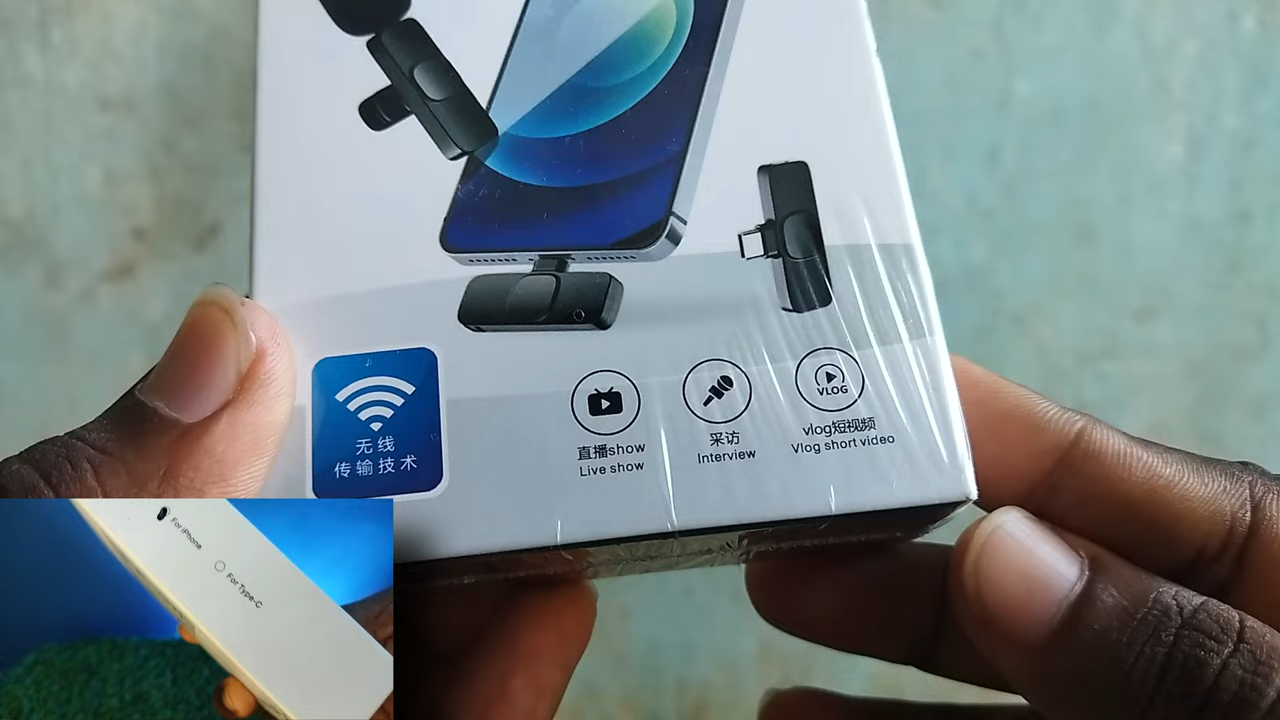 无线
传输技术
直播show
Live show
采访
Interview
VLOG
vlog短视频
Vlog short video
For iPhone
For Type-C